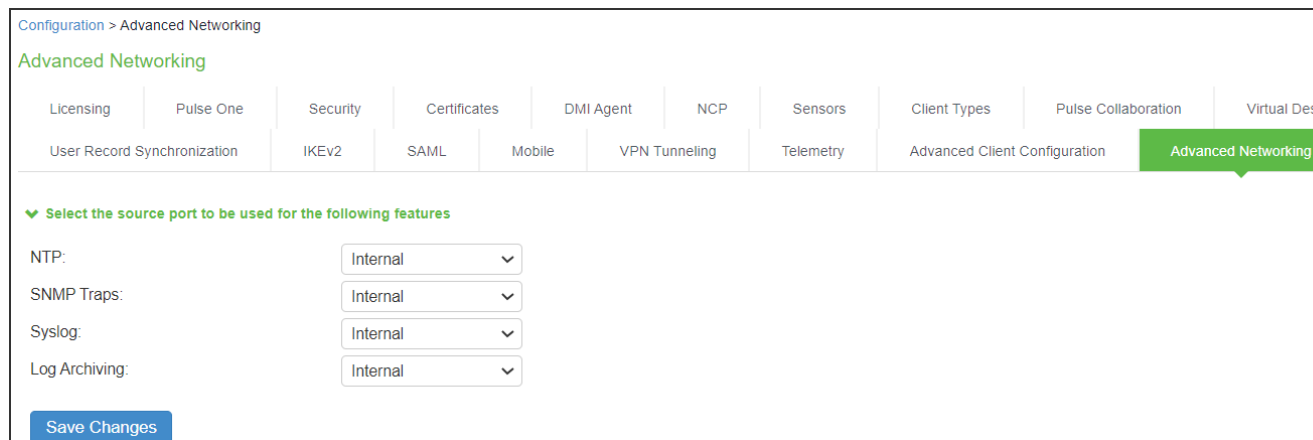 Configuration > Advanced Networking
Advanced Networking
Licensing Pulse One Security Certificates DMI Agent NCP Sensors Client Types Pulse Collaboration Virtual Des
User Record Synchronization IKEv2 SAML Mobile VPN Tunneling Telemetry Advanced Client Configuration Advanced Networking
Select the source port to be used for the following features
NTP: Internal
SNMP Traps: Internal
Syslog: Internal
Log Archiving: Internal
Save Changes